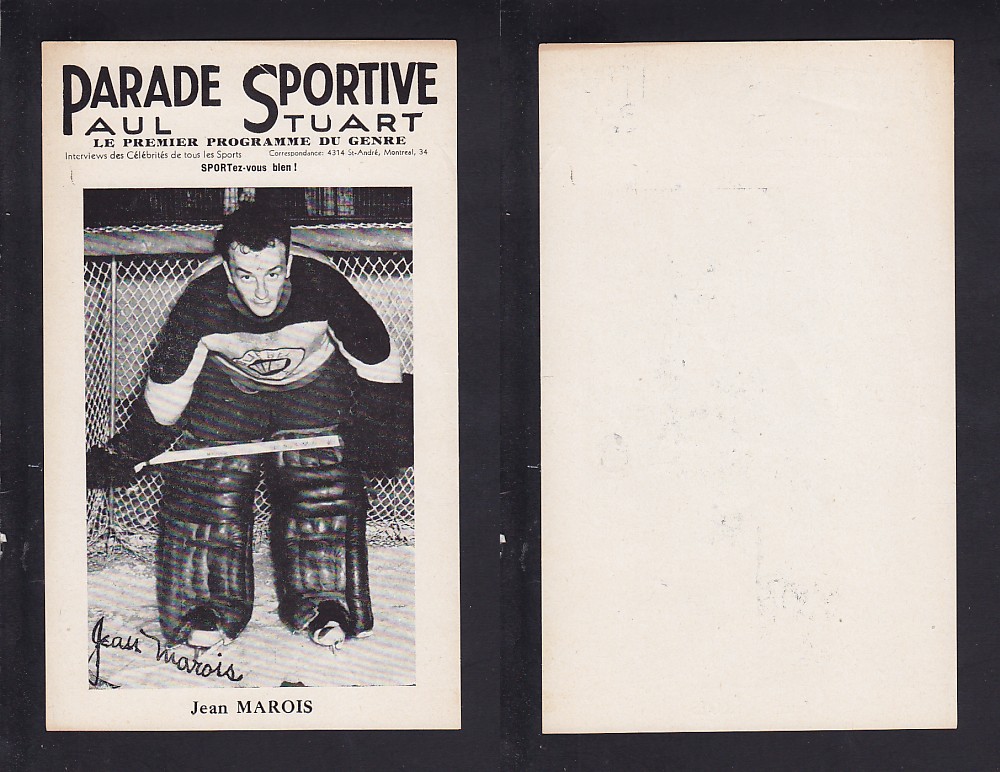 PARADE SPORTIVE
PAUL STUART
LE PREMIER PROGRAMME DU GENRE
Interviews des Célébrités de tous les Sports Correspondance: 4314 St-André, Montreal, 34
SPORTez-vous bien !
Jean Marois
Jean MAROIS